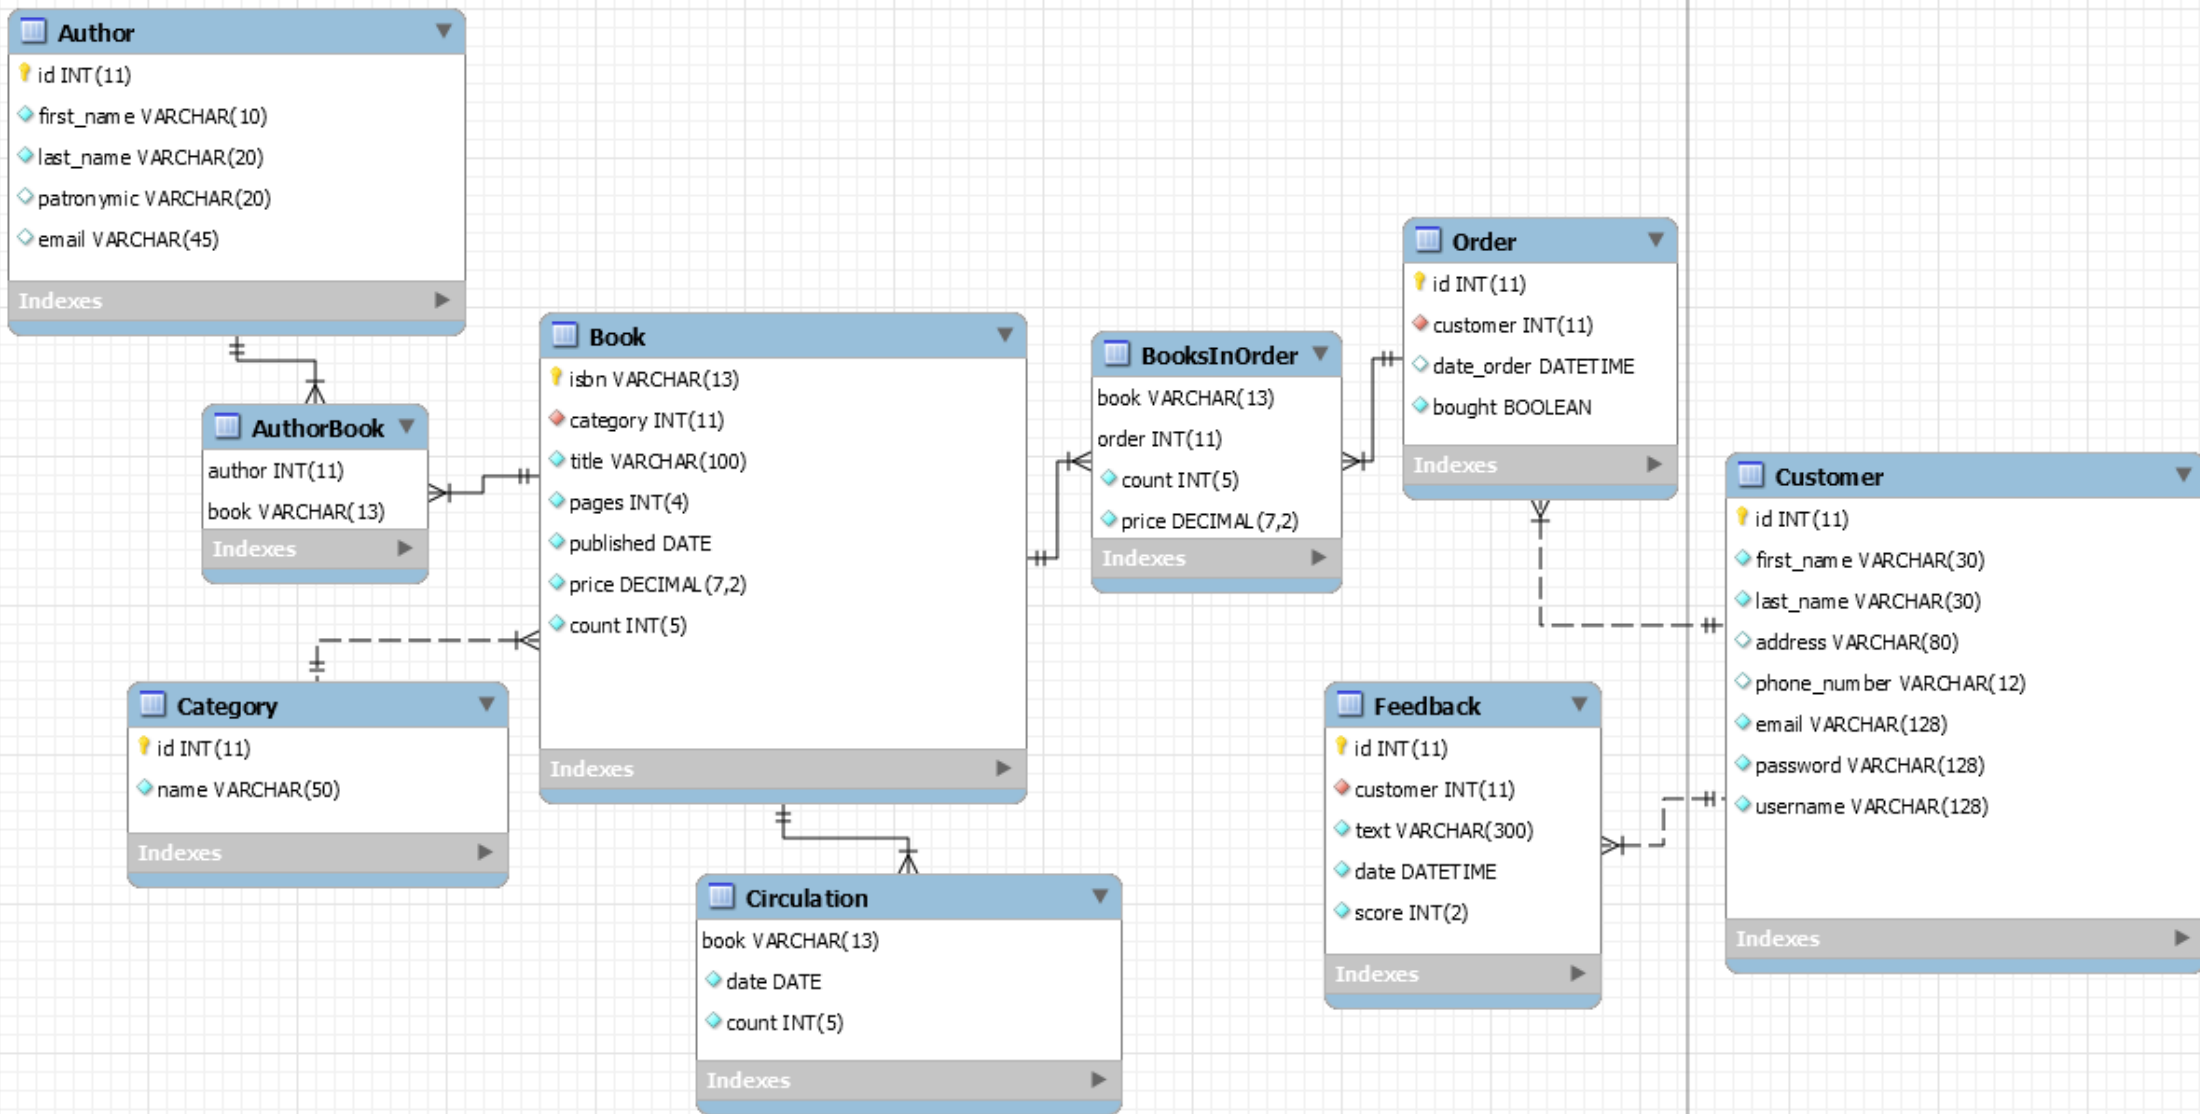 Author
id INT(11)
first_name VARCHAR(10)
last_name VARCHAR(20)
patronymic VARCHAR(20)
email VARCHAR(45)
Indexes
AuthorBook
author INT(11)
book VARCHAR(13)
Indexes
Category
id INT(11)
name VARCHAR(50)
Indexes
Book
isbn VARCHAR(13)
category INT(11)
title VARCHAR(100)
pages INT(4)
published DATE
price DECIMAL(7,2)
count INT(5)
Indexes
Circulation
book VARCHAR(13)
date DATE
count INT(5)
Indexes
BooksInOrder
book VARCHAR(13)
order INT(11)
count INT(5)
price DECIMAL(7,2)
Indexes
Order
id INT(11)
customer INT(11)
date_order DATETIME
bought BOOLEAN
Indexes
Feedback
id INT(11)
customer INT(11)
text VARCHAR(300)
date DATETIME
score INT(2)
Indexes
Customer
id INT(11)
first_name VARCHAR(30)
last_name VARCHAR(30)
address VARCHAR(80)
phone_number VARCHAR(12)
email VARCHAR(128)
password VARCHAR(128)
username VARCHAR(128)
Indexes